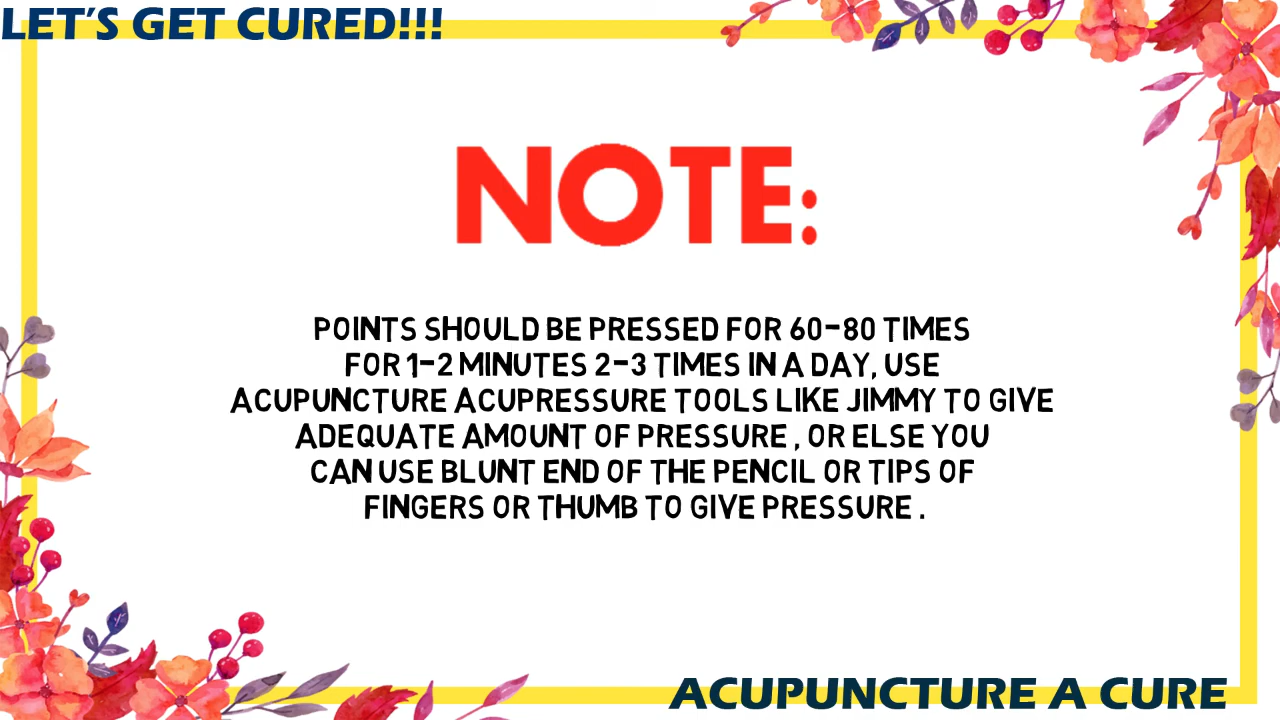 LET'S GET CURED!!!
NOTE:
POINTS SHOULD BE PRESSED FOR 60-80 TIMES
FOR 1-2 MINUTES 2-3 TIMES IN A DAY, USE
ACUPUNCTURE ACUPRESSURE TOOLS LIKE JIMMY TO GIVE
ADEQUATE AMOUNT OF PRESSURE , OR ELSE YOU
CAN USE BLUNT END OF THE PENCIL OR TIPS OF
FINGERS OR THUMB TO GIVE PRESSURE .
ACUPUNCTURE A CURE